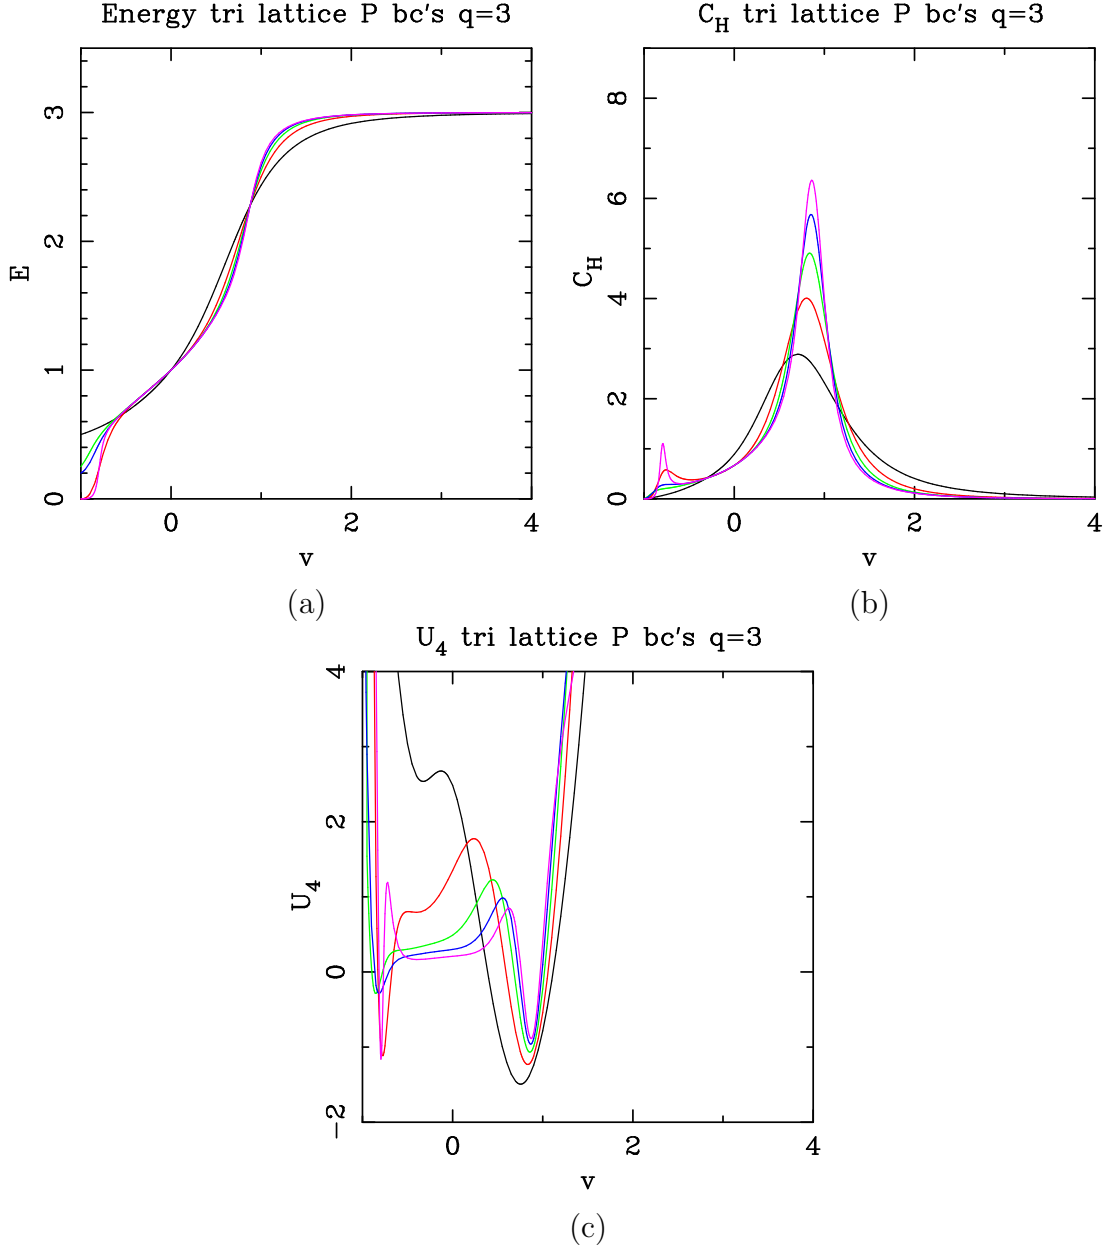 Energy tri lattice P bc's q=3
C_H tri lattice P bc's q=3
3
2
1
0
E
0
2
4
v
(a)
8
6
4
2
0
C_H
0
2
4
v
(b)
U_4 tri lattice P bc's q=3
4
2
0
−2
U_4
0
2
4
v
(c)